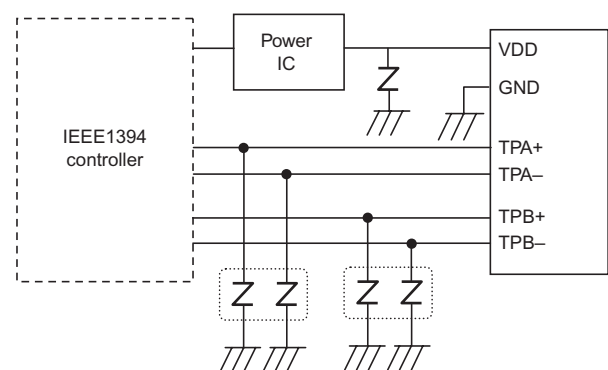 Power
IC
VDD
GND
IEEE1394
controller
TPA+
TPA–
TPB+
TPB–